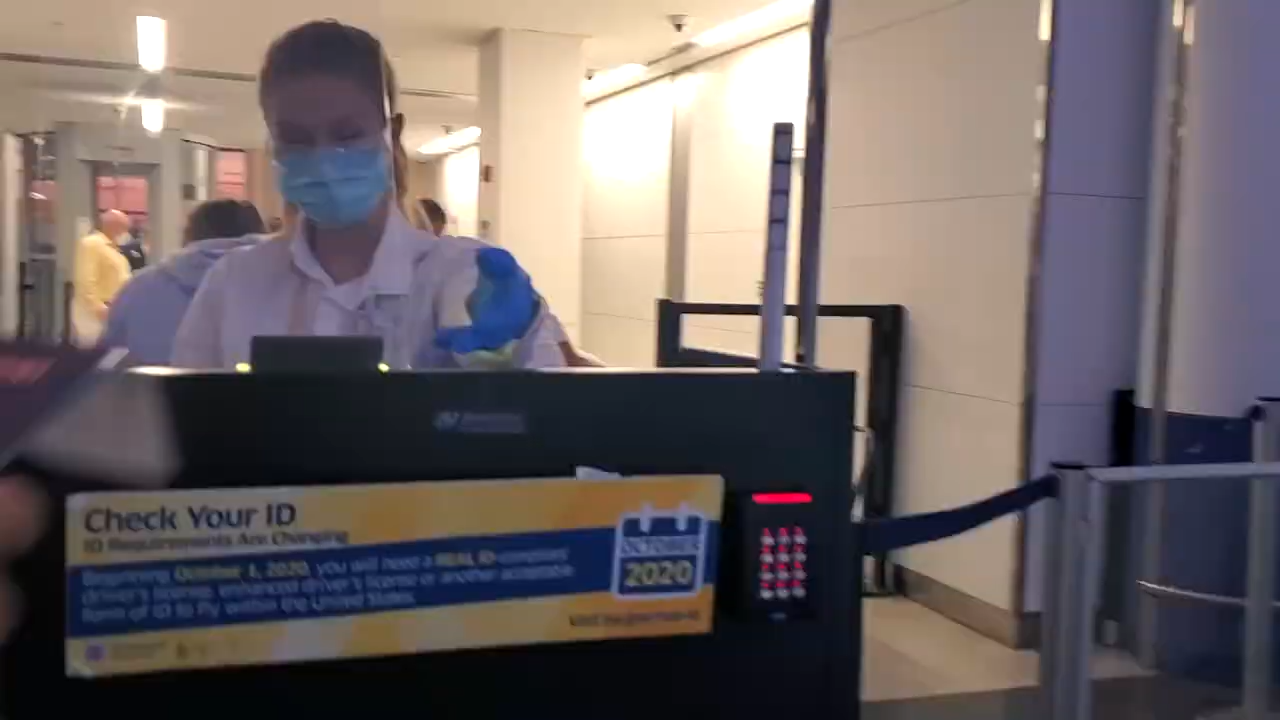 Check Your ID
ID Requirements Are Changing
Beginning October 1, 2020, you will need a REAL ID-compliant
driver's license, enhanced driver's license or another acceptable
form of ID to fly within the United States.
OCTOBER
2020